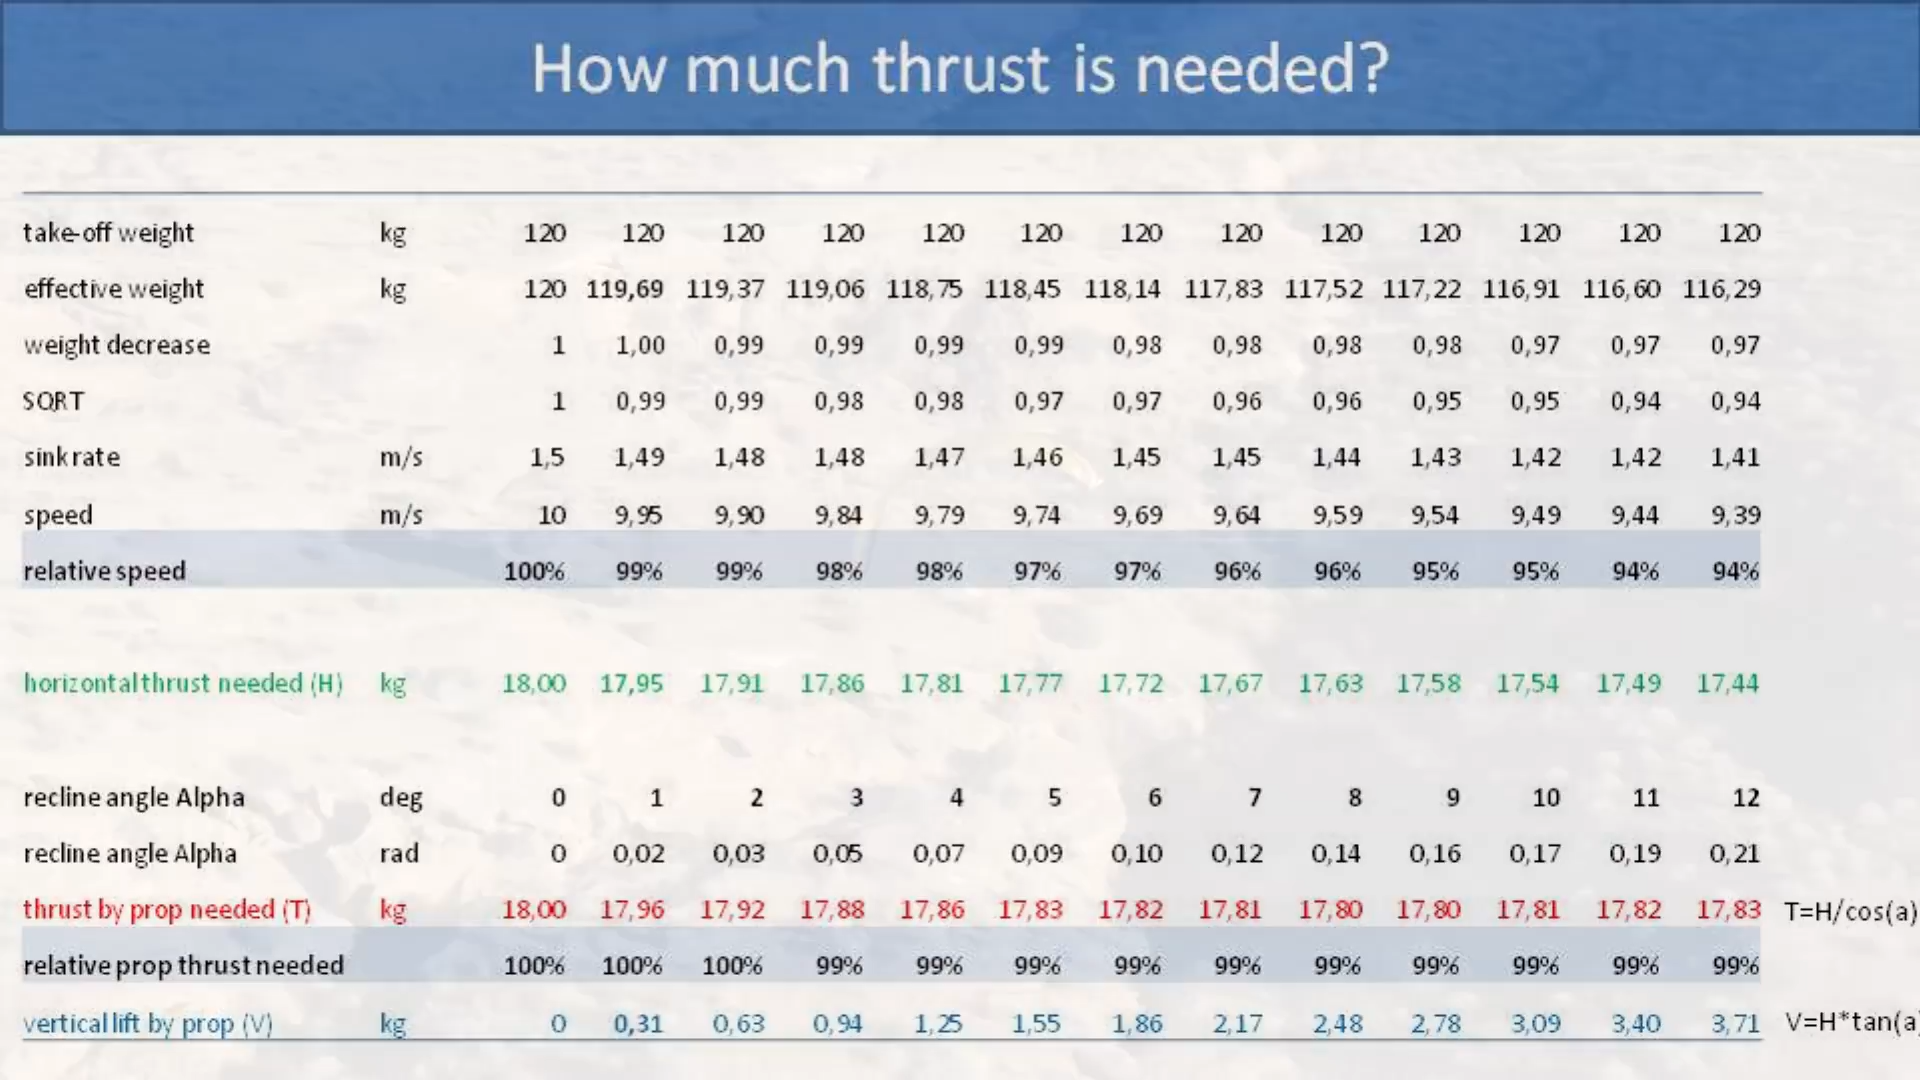 How much thrust is needed?
take-off weight kg 120 120 120 120 120 120 120 120 120 120 120 120 120
effective weight kg 120 119,69 119,37 119,06 118,75 118,45 118,14 117,83 117,52 117,22 116,91 116,60 116,29
weight decrease 1 1,00 0,99 0,99 0,99 0,99 0,98 0,98 0,98 0,98 0,97 0,97 0,97
SQRT 1 0,99 0,99 0,98 0,98 0,97 0,97 0,96 0,96 0,95 0,95 0,94 0,94
sink rate m/s 1,5 1,49 1,48 1,48 1,47 1,46 1,45 1,45 1,44 1,43 1,42 1,42 1,41
speed m/s 10 9,95 9,90 9,84 9,79 9,74 9,69 9,64 9,59 9,54 9,49 9,44 9,39
relative speed 100% 99% 99% 98% 98% 97% 97% 96% 96% 95% 95% 94% 94%
horizontal thrust needed (H) kg 18,00 17,95 17,91 17,86 17,81 17,77 17,72 17,67 17,63 17,58 17,54 17,49 17,44
recline angle Alpha deg 0 1 2 3 4 5 6 7 8 9 10 11 12
recline angle Alpha rad 0 0,02 0,03 0,05 0,07 0,09 0,10 0,12 0,14 0,16 0,17 0,19 0,21
thrust by prop needed (T) kg 18,00 17,96 17,92 17,88 17,86 17,83 17,82 17,81 17,80 17,80 17,81 17,82 17,83 T=H/cos(a)
relative prop thrust needed 100% 100% 100% 99% 99% 99% 99% 99% 99% 99% 99% 99% 99%
vertical lift by prop (V) kg 0 0,31 0,63 0,94 1,25 1,55 1,86 2,17 2,48 2,78 3,09 3,40 3,71 V=H*tan(a)